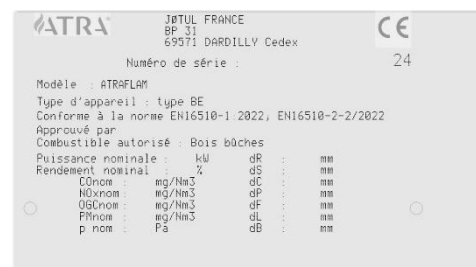 ATRA
JØTUL FRANCE
BP 31
69571 DARDILLY Cedex
CE
24
Numéro de série :
Modèle : ATRAFLAM
Type d'appareil : type BE
Conforme à la norme EN16510-1:2022, EN16510-2-2/2022
Approuvé par
Combustible autorisé : Bois bûches
Puissance nominale : kW dR : mm
Rendement nominal : % dS : mm
COnom : mg/Nm3 dC : mm
NOxnom : mg/Nm3 dP : mm
OGCnom : mg/Nm3 dF : mm
PMnom : mg/Nm3 dL : mm
p nom : Pa dB : mm